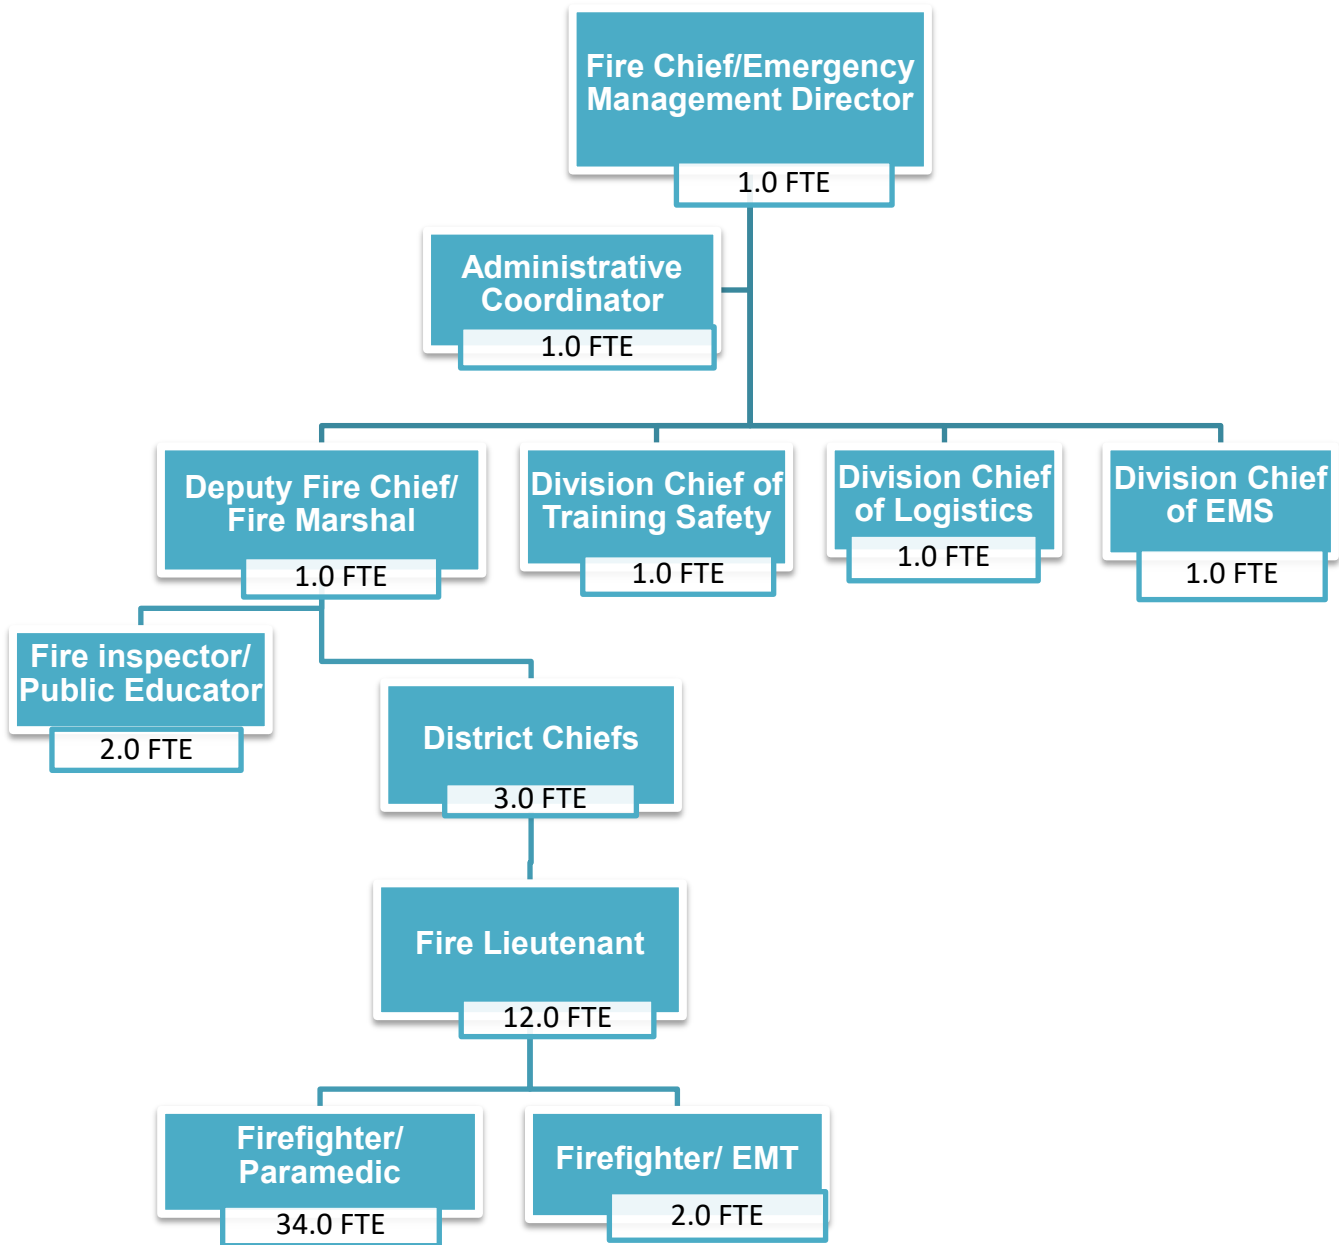 Fire Chief/Emergency
Management Director
1.0 FTE
Administrative
Coordinator
1.0 FTE
Deputy Fire Chief/
Fire Marshal
1.0 FTE
Division Chief of
Training Safety
1.0 FTE
Division Chief
of Logistics
1.0 FTE
Division Chief
of EMS
1.0 FTE
Fire inspector/
Public Educator
2.0 FTE
District Chiefs
3.0 FTE
Fire Lieutenant
12.0 FTE
Firefighter/
Paramedic
34.0 FTE
Firefighter/ EMT
2.0 FTE